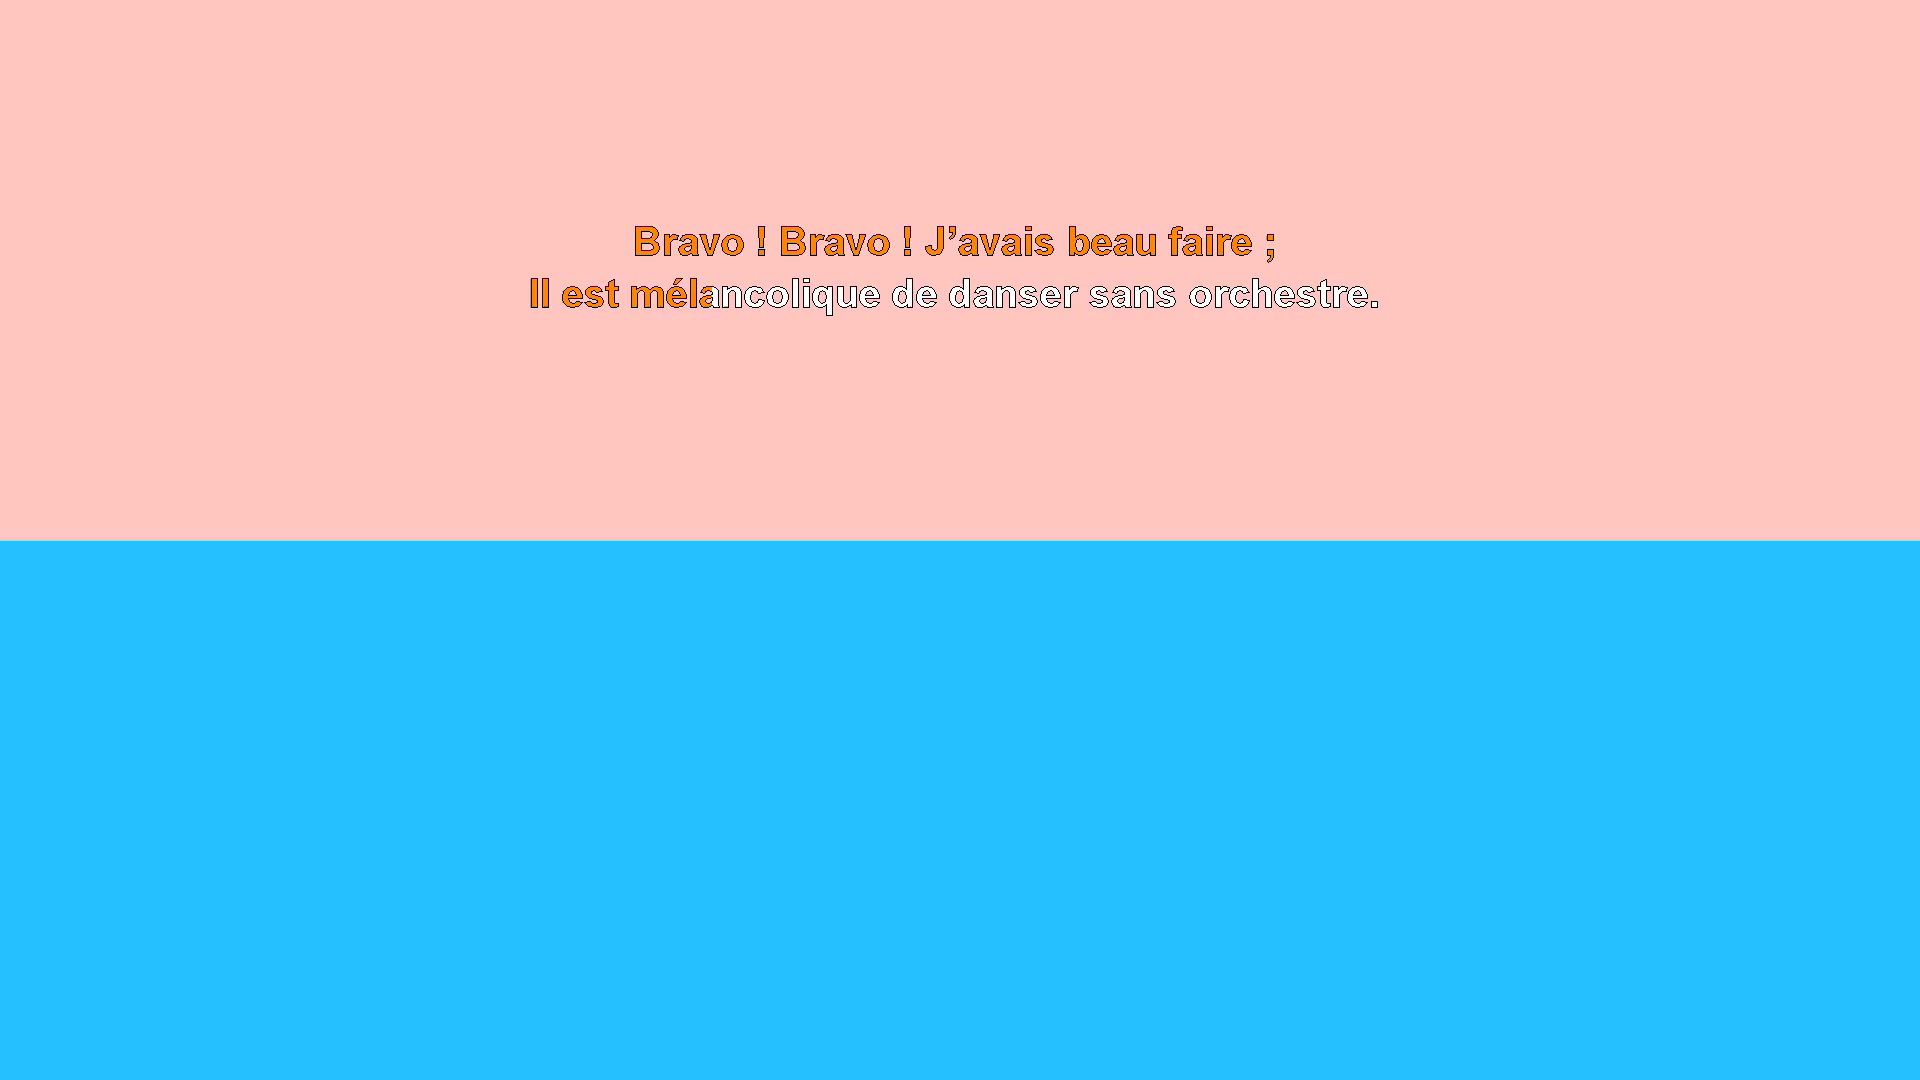 Bravo ! Bravo ! J’avais beau faire ;
Il est mélancolique de danser sans orchestre.